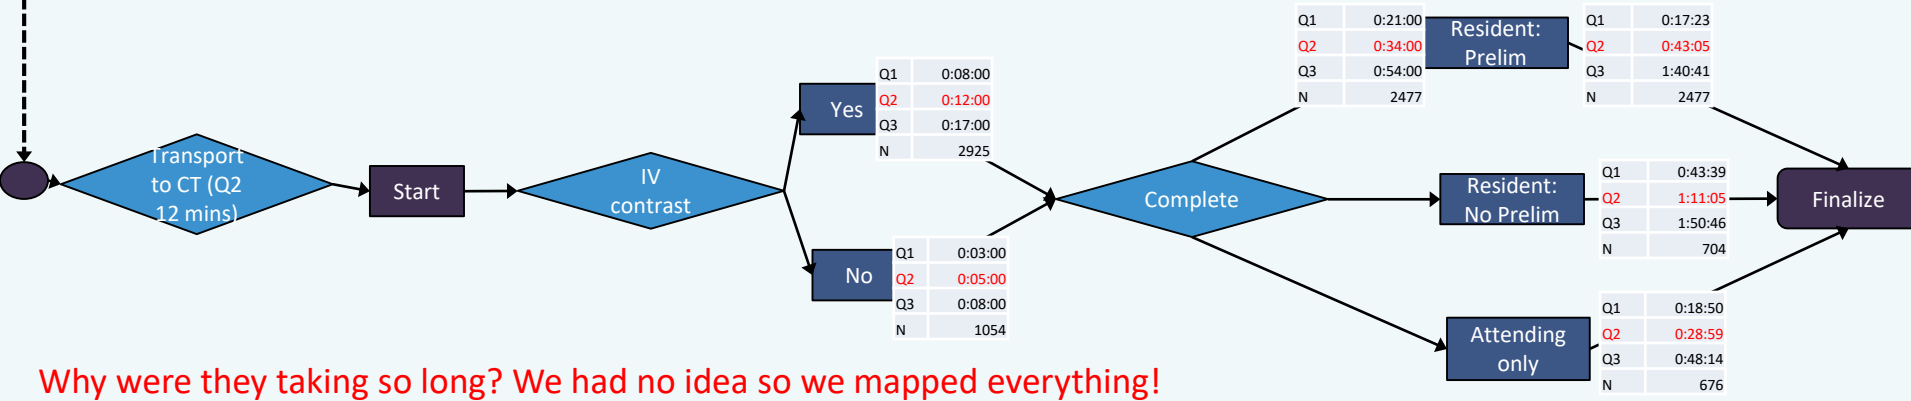 Transport
to CT (Q2
12 mins)
Start
IV
contrast
Yes
Q1 0:08:00
Q2 0:12:00
Q3 0:17:00
N 2925
No
Q1 0:03:00
Q2 0:05:00
Q3 0:08:00
N 1054
Complete
Q1 0:21:00
Q2 0:34:00
Q3 0:54:00
N 2477
Resident:
Prelim
Q1 0:17:23
Q2 0:43:05
Q3 1:40:41
N 2477
Resident:
No Prelim
Q1 0:43:39
Q2 1:11:05
Q3 1:50:46
N 704
Attending
only
Q1 0:18:50
Q2 0:28:59
Q3 0:48:14
N 676
Finalize
Why were they taking so long? We had no idea so we mapped everything!